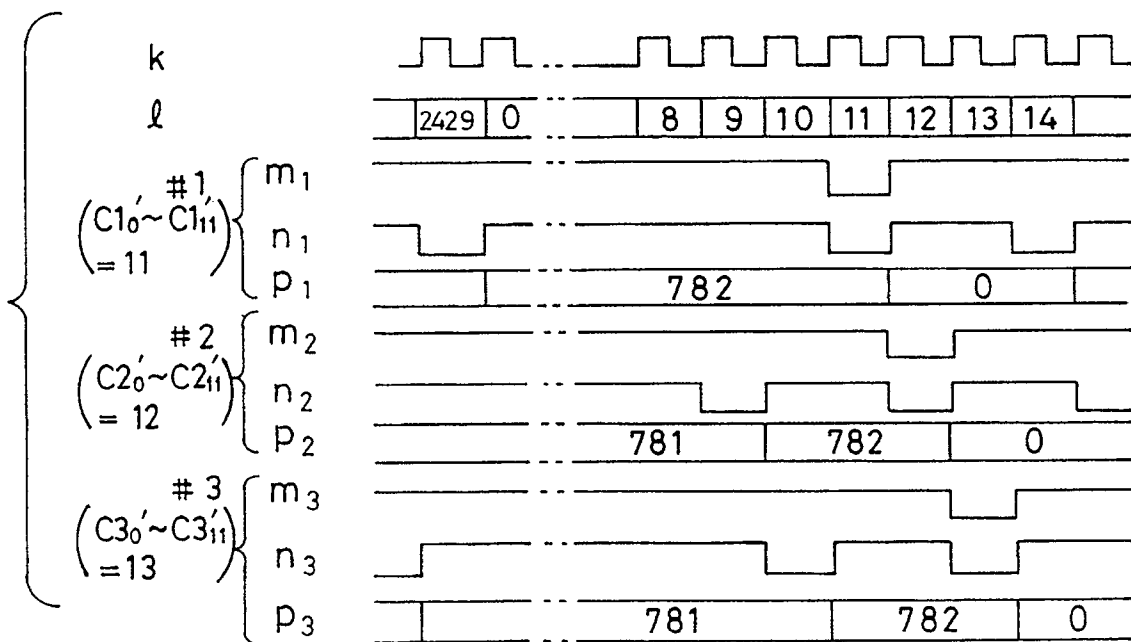 k
ℓ 2429 0 8 9 10 11 12 13 14
m₁
#1
(C1₀'~C1₁₁'
=11)
n₁
p₁ 782 0
m₂
#2
(C2₀'~C2₁₁'
=12)
n₂
p₂ 781 782 0
m₃
#3
(C3₀'~C3₁₁'
=13)
n₃
p₃ 781 782 0